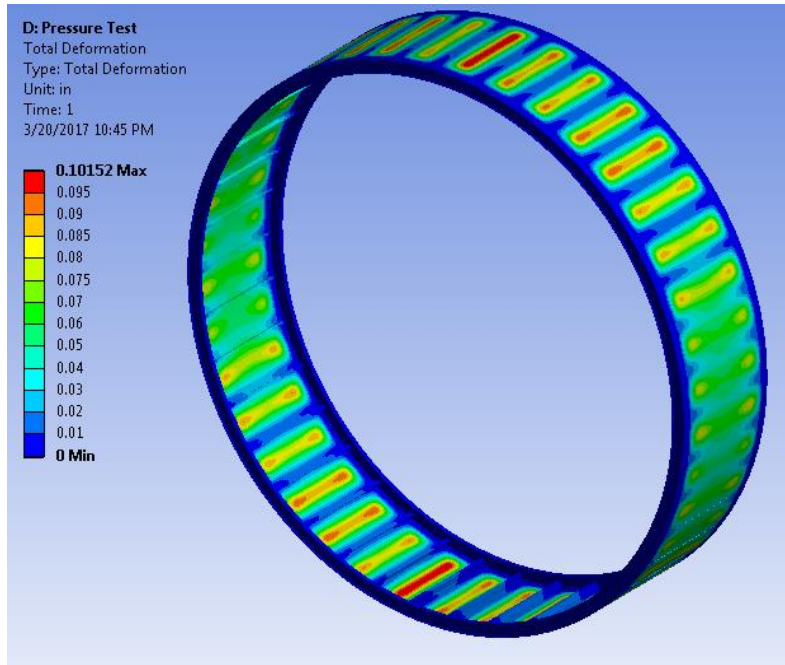 D: Pressure Test
Total Deformation
Type: Total Deformation
Unit: in
Time: 1
3/20/2017 10:45 PM
0.10152 Max
0.095
0.09
0.085
0.08
0.075
0.07
0.06
0.05
0.04
0.03
0.02
0.01
0 Min